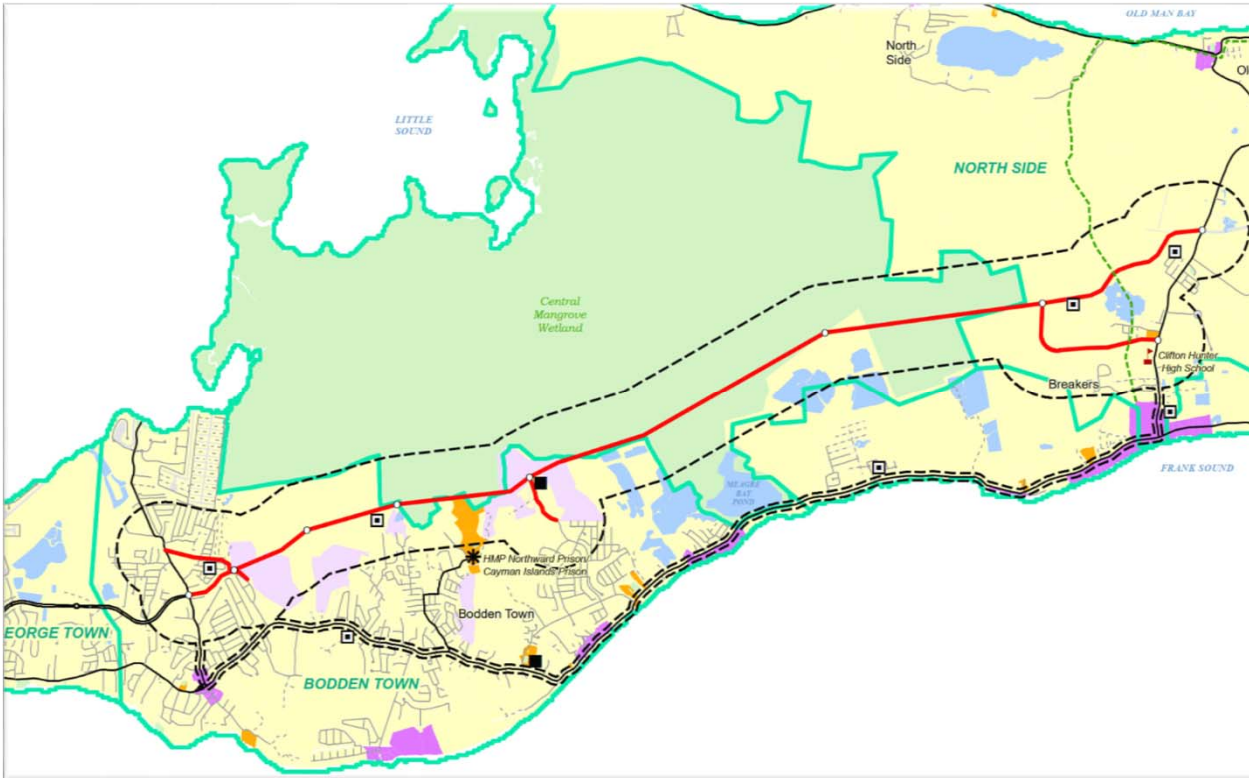 OLD MAN BAY
North
Side
Ol
LITTLE
SOUND
NORTH SIDE
Central
Mangrove
Wetland
Clifton Hunter
High School
Breakers
FRANK SOUND
MEAGRE
BAY
POND
HMP Northward Prison/
Cayman Islands Prison
Bodden Town
EORGE TOWN
BODDEN TOWN